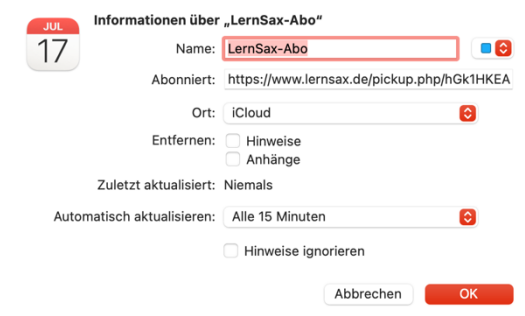 JUL
17
Informationen über „LernSax-Abo“
Name: LernSax-Abo
Abonniert: https://www.lernsax.de/pickup.php/hGk1HKEA
Ort: iCloud
Entfernen: Hinweise
Anhänge
Zuletzt aktualisiert: Niemals
Automatisch aktualisieren: Alle 15 Minuten
Hinweise ignorieren
Abbrechen OK